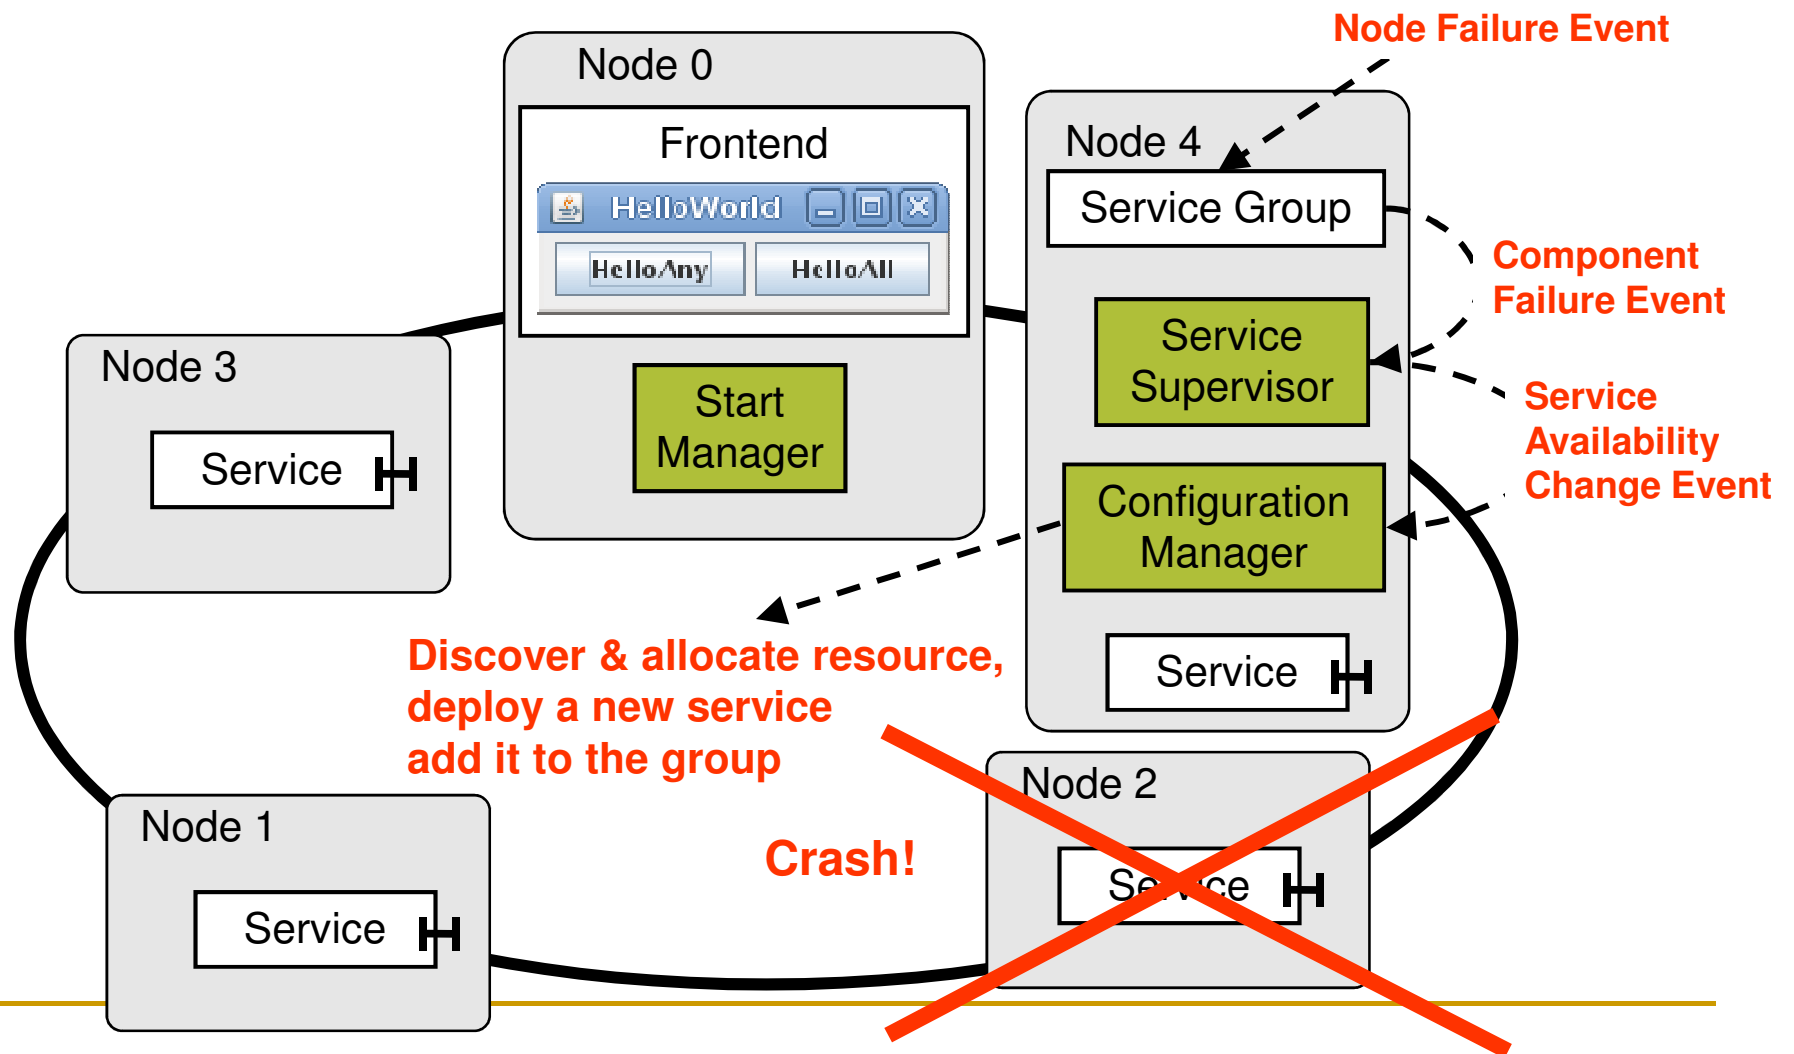 Node Failure Event
Node 0
Frontend
HelloWorld
HelloAny
HelloAll
Start
Manager
Node 4
Service Group
Component
Failure Event
Service
Supervisor
Service
Availability
Change Event
Configuration
Manager
Service
Node 3
Service
Discover & allocate resource,
deploy a new service
add it to the group
Node 1
Service
Crash!
Node 2
Service